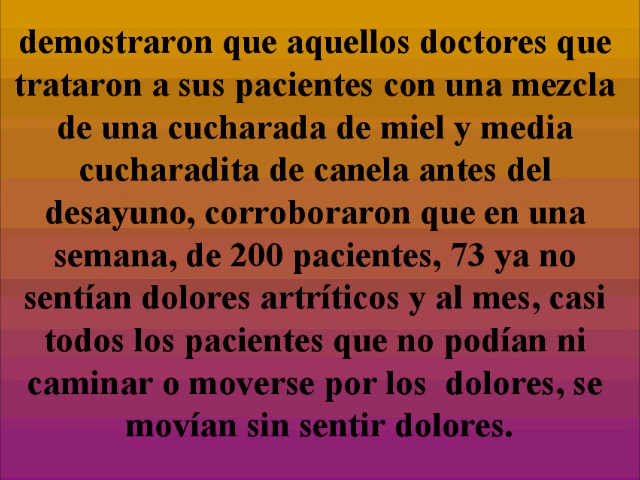 demostraron que aquellos doctores que
trataron a sus pacientes con una mezcla
de una cucharada de miel y media
cucharadita de canela antes del
desayuno, corroboraron que en una
semana, de 200 pacientes, 73 ya no
sentían dolores artríticos y al mes, casi
todos los pacientes que no podían ni
caminar o moverse por los  dolores, se
movían sin sentir dolores.